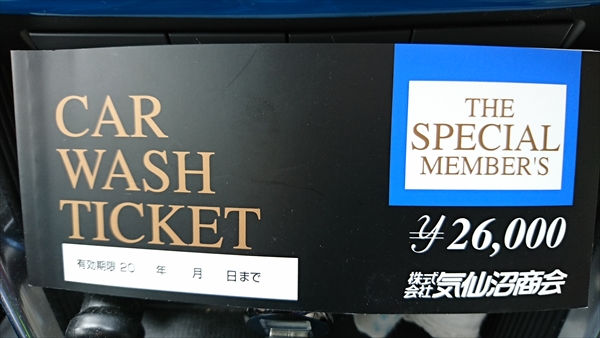 CAR
WASH
TICKET
有効期限 20 年 月 日まで
THE
SPECIAL
MEMBER'S
¥ 26,000
株式会社 気仙沼商会